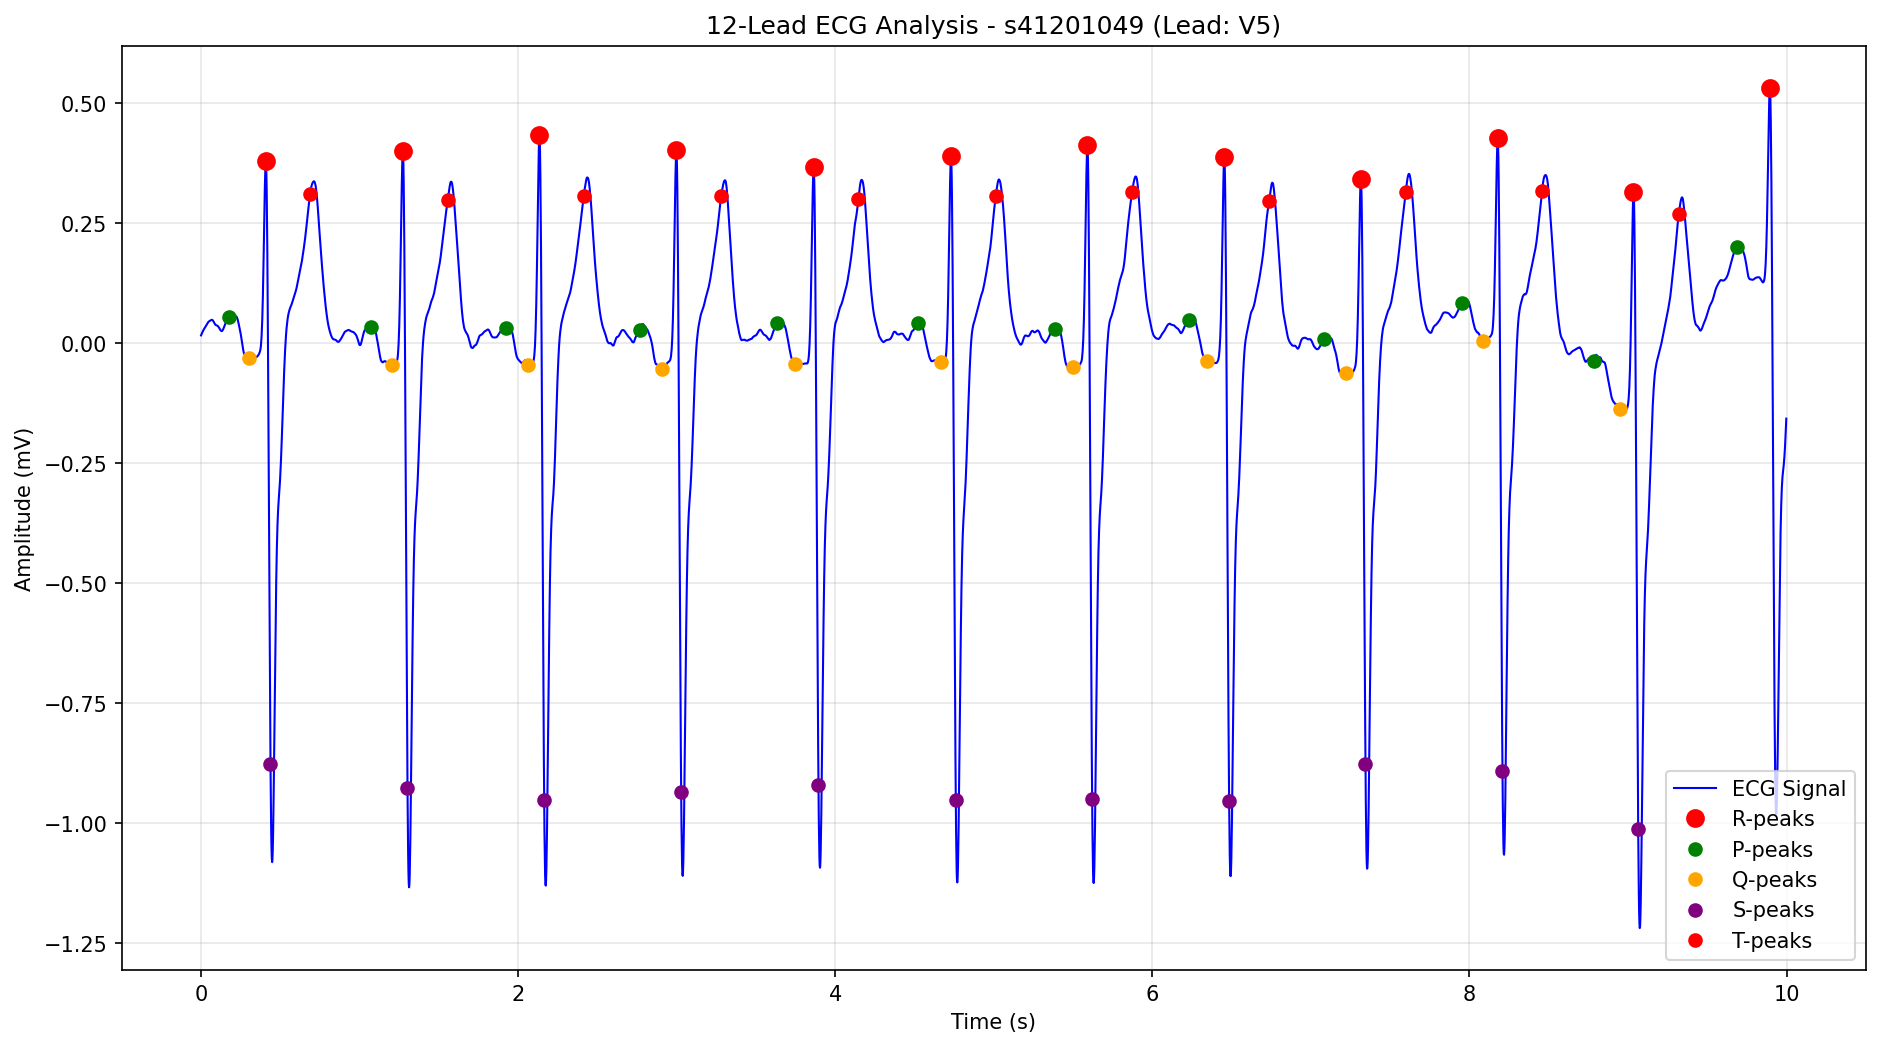 12-Lead ECG Analysis - s41201049 (Lead: V5)
Amplitude (mV)
0.50
0.25
0.00
−0.25
−0.50
−0.75
−1.00
−1.25
0
2
4
6
8
10
Time (s)
ECG Signal
R-peaks
P-peaks
Q-peaks
S-peaks
T-peaks